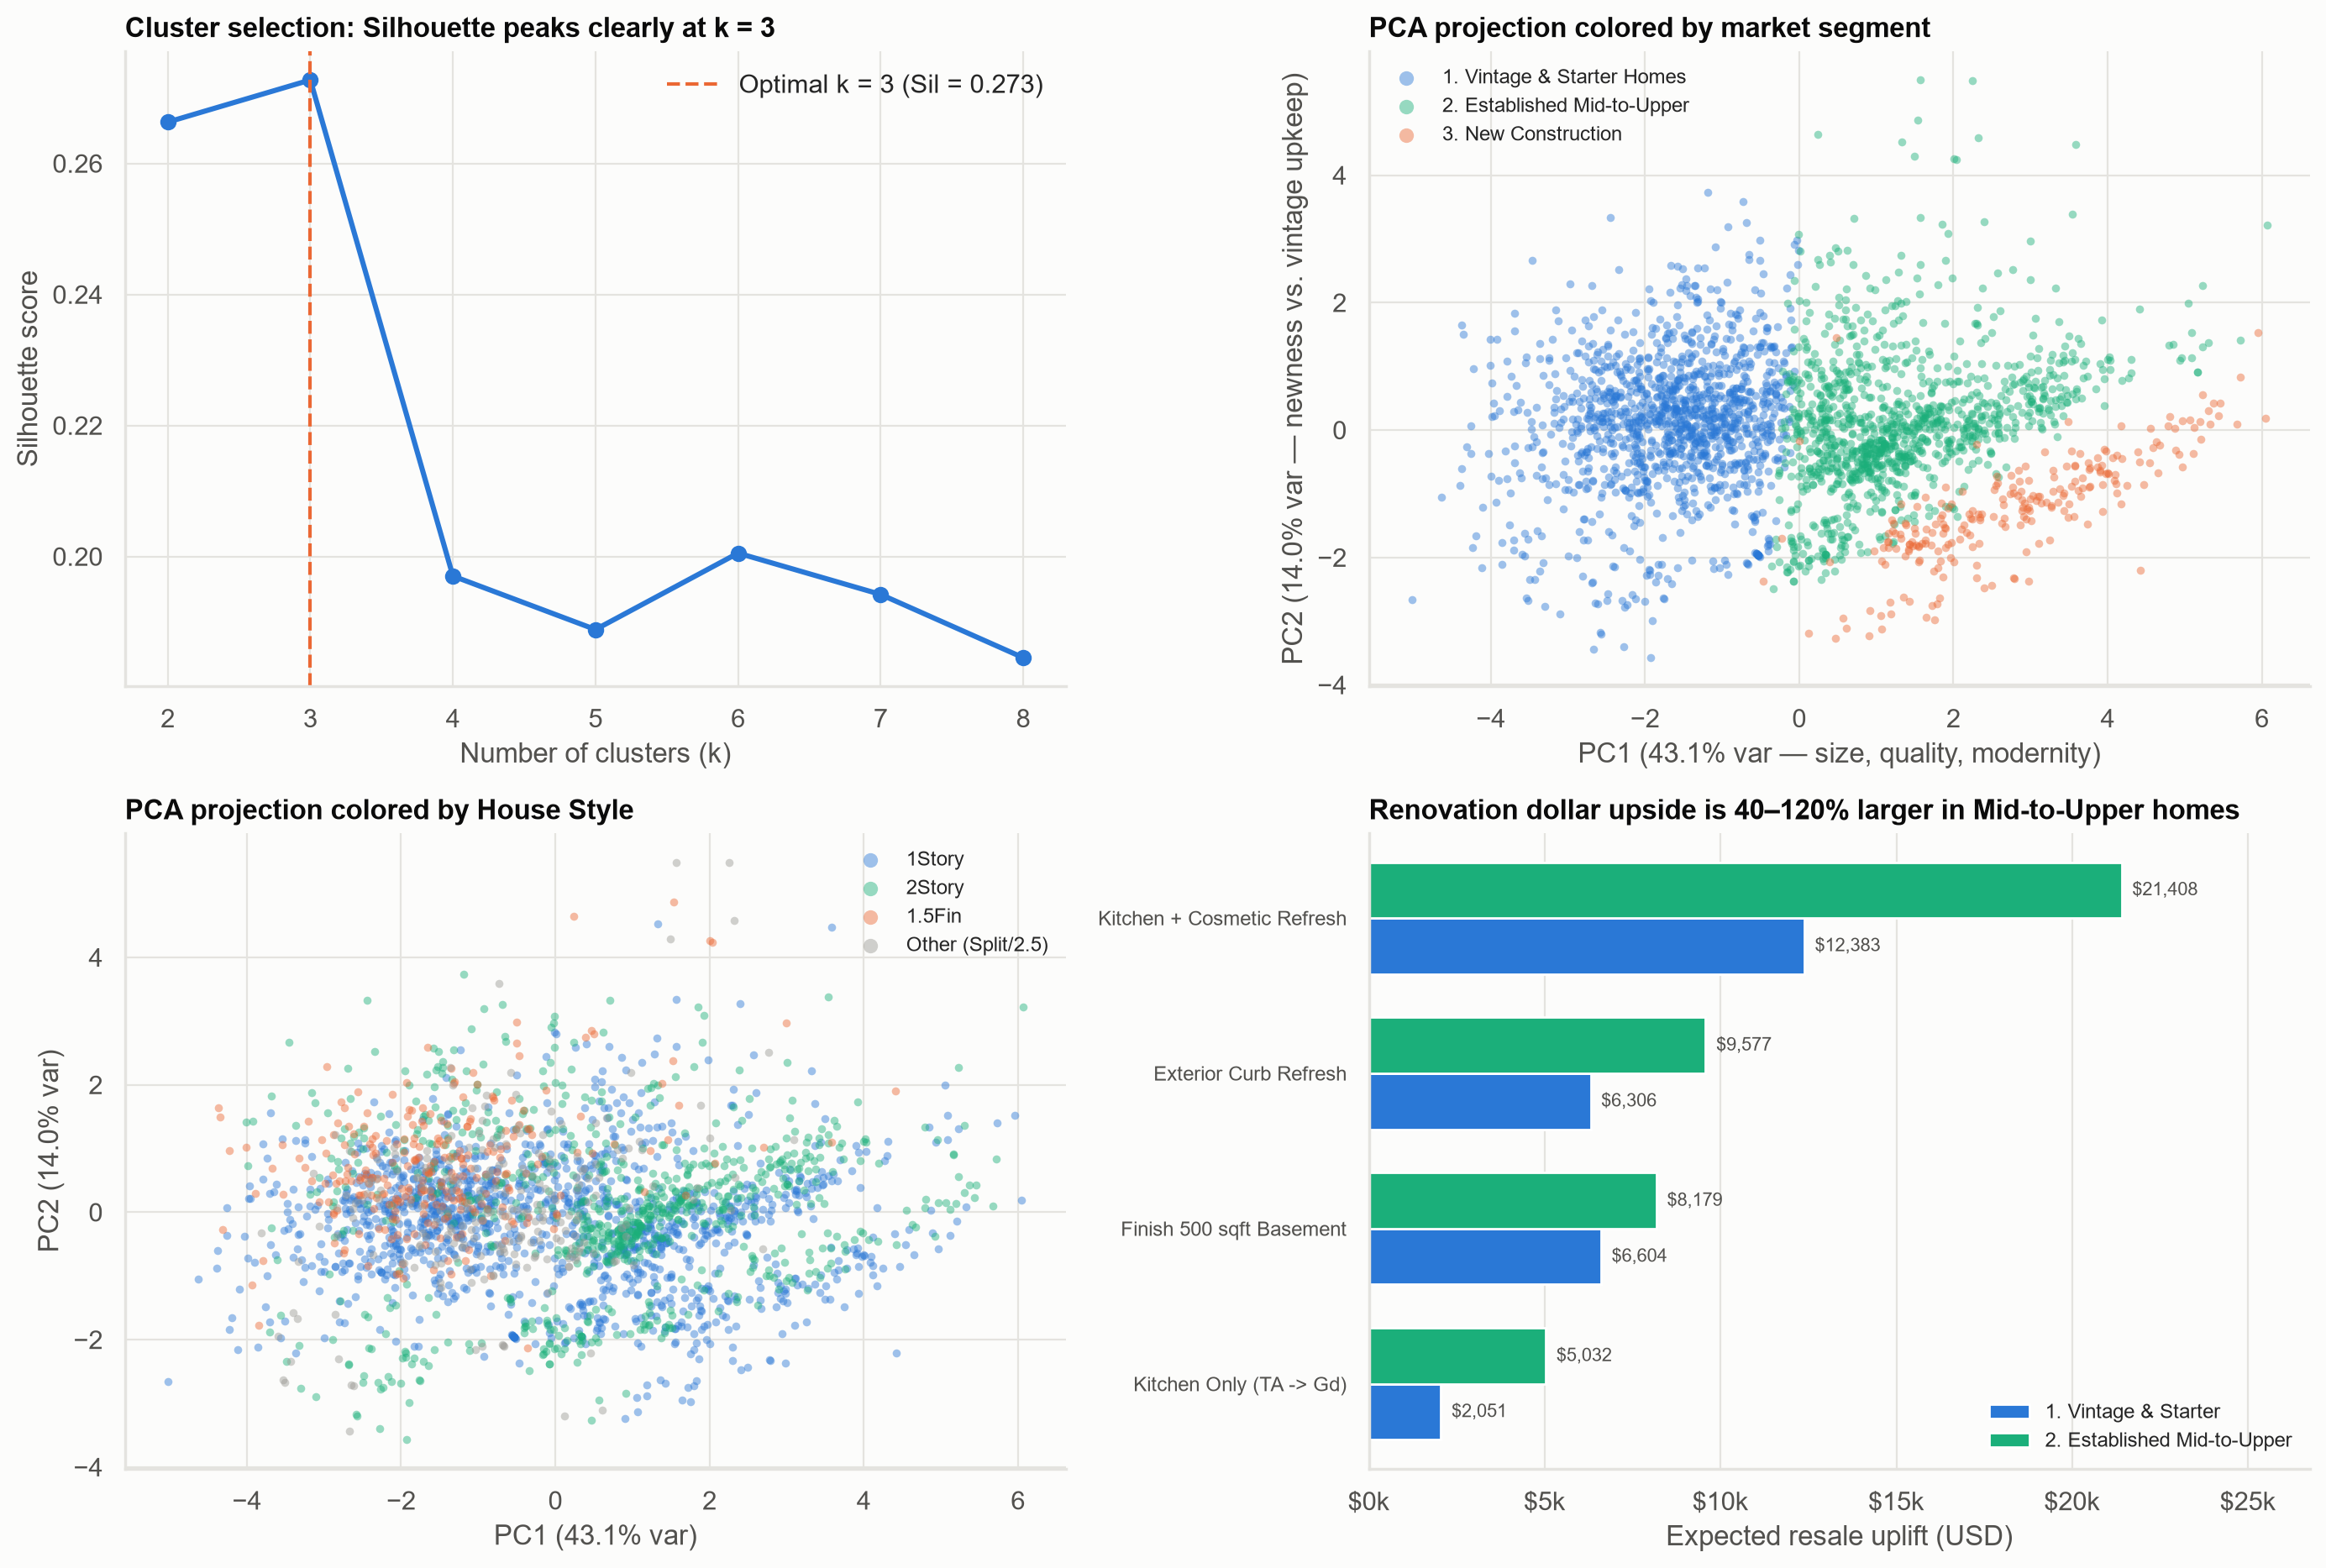 Cluster selection: Silhouette peaks clearly at k = 3
Optimal k = 3 (Sil = 0.273)
Silhouette score
0.26
0.24
0.22
0.20
2 3 4 5 6 7 8
Number of clusters (k)
PCA projection colored by market segment
1. Vintage & Starter Homes
2. Established Mid-to-Upper
3. New Construction
PC2 (14.0% var — newness vs. vintage upkeep)
4
2
0
−2
−4
−4 −2 0 2 4 6
PC1 (43.1% var — size, quality, modernity)
PCA projection colored by House Style
1Story
2Story
1.5Fin
Other (Split/2.5)
PC2 (14.0% var)
4
2
0
−2
−4
−4 −2 0 2 4 6
PC1 (43.1% var)
Renovation dollar upside is 40–120% larger in Mid-to-Upper homes
Kitchen + Cosmetic Refresh
$21,408
$12,383
Exterior Curb Refresh
$9,577
$6,306
Finish 500 sqft Basement
$8,179
$6,604
Kitchen Only (TA -> Gd)
$5,032
$2,051
1. Vintage & Starter
2. Established Mid-to-Upper
$0k $5k $10k $15k $20k $25k
Expected resale uplift (USD)